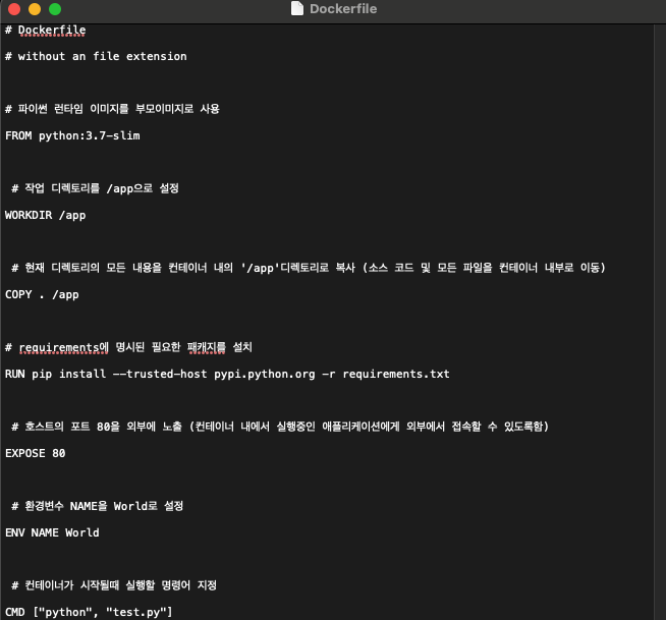 Dockerfile
# Dockerfile
# without an file extension
# 파이썬 런타임 이미지를 부모이미지로 사용
FROM python:3.7-slim
# 작업 디렉토리를 /app으로 설정
WORKDIR /app
# 현재 디렉토리의 모든 내용을 컨테이너 내의 '/app'디렉토리로 복사 (소스 코드 및 모든 파일을 컨테이너 내부로 이동)
COPY . /app
# requirements에 명시된 필요한 패캐지를 설치
RUN pip install --trusted-host pypi.python.org -r requirements.txt
# 호스트의 포트 80을 외부에 노출 (컨테이너 내에서 실행중인 애플리케이션에게 외부에서 접속할 수 있도록함)
EXPOSE 80
# 환경변수 NAME을 World로 설정
ENV NAME World
# 컨테이너가 시작될때 실행할 명령어 지정
CMD ["python", "test.py"]